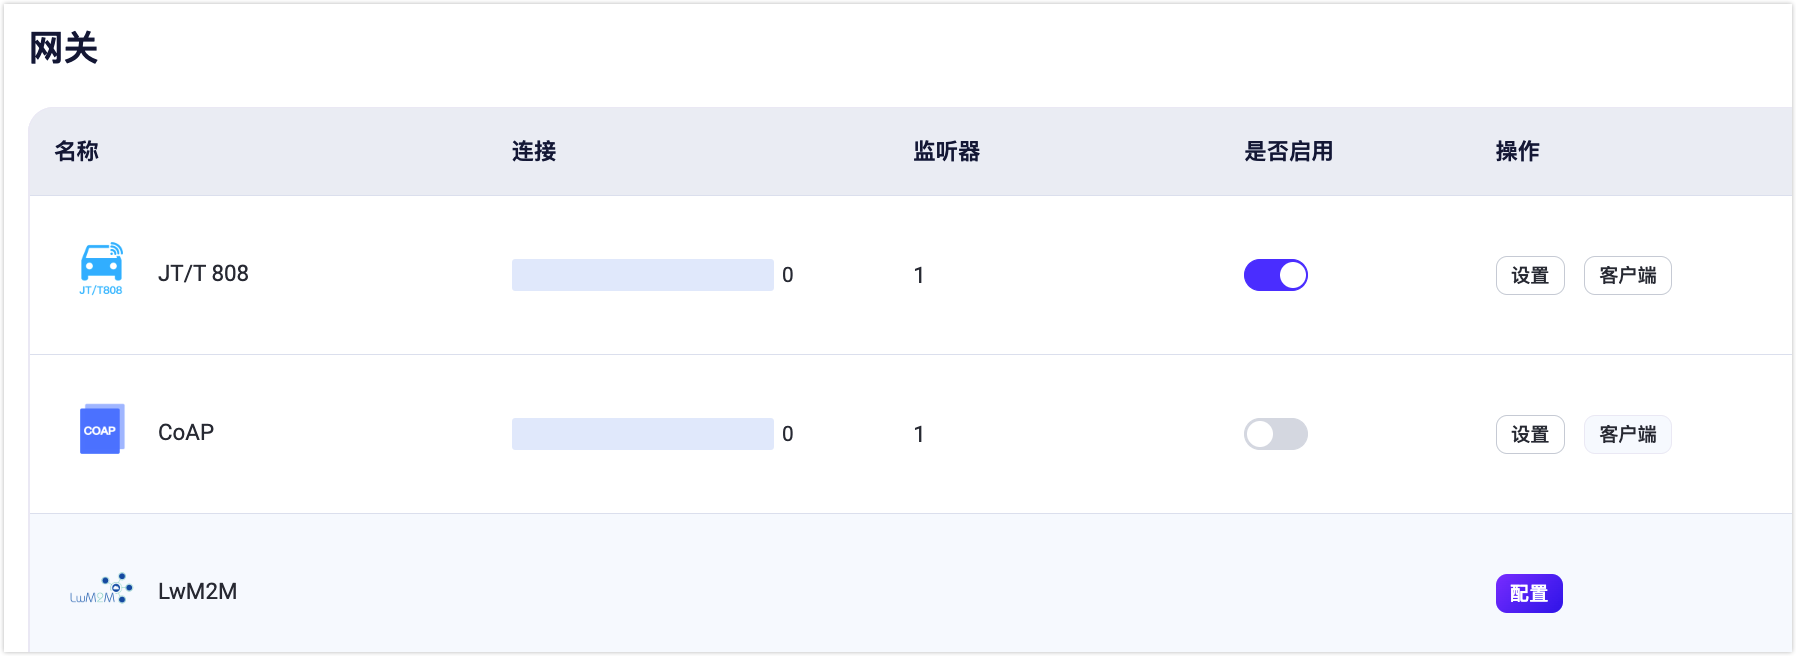 网关
名称 连接 监听器 是否启用 操作
JT/T808 JT/T 808 0 1 设置 客户端
COAP CoAP 0 1 设置 客户端
LwM2M LwM2M 配置